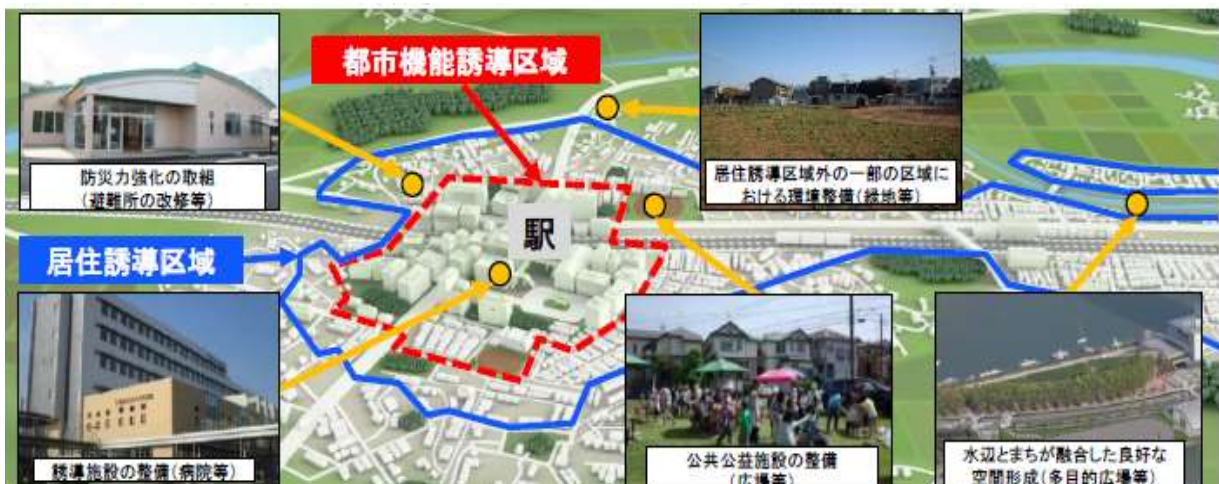 防災力強化の取組
(避難所の改修等)
都市機能誘導区域
居住誘導区域外の一部の区域に
おける環境整備(緑地等)
駅
居住誘導区域
誘導施設の整備(病院等)
公共公益施設の整備
(広場等)
水辺とまちが融合した良好な
空間形成(多目的広場等)